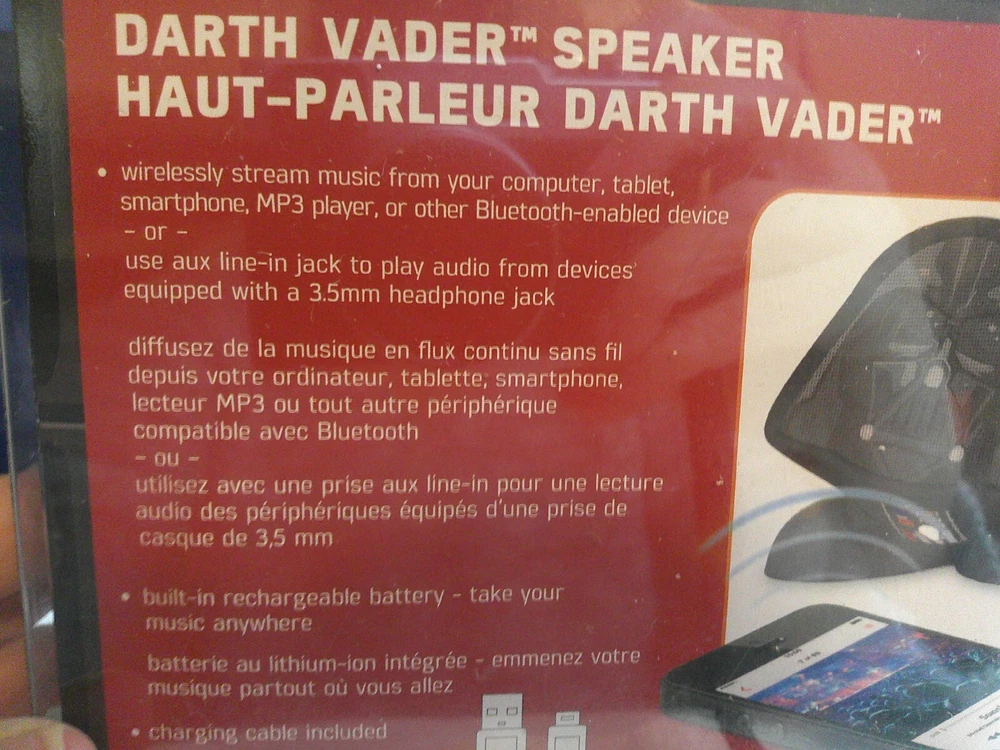 DARTH VADER™ SPEAKER
HAUT-PARLEUR DARTH VADER™
• wirelessly stream music from your computer, tablet,
smartphone, MP3 player, or other Bluetooth-enabled device
- or -
use aux line-in jack to play audio from devices
equipped with a 3.5mm headphone jack
diffusez de la musique en flux continu sans fil
depuis votre ordinateur, tablette, smartphone,
lecteur MP3 ou tout autre périphérique
compatible avec Bluetooth
- ou -
utilisez avec une prise aux line-in pour une lecture
audio des périphériques équipés d'une prise de
casque de 3,5 mm
• built-in rechargeable battery - take your
music anywhere
batterie au lithium-ion intégrée - emmenez votre
musique partout où vous allez
• charging cable included